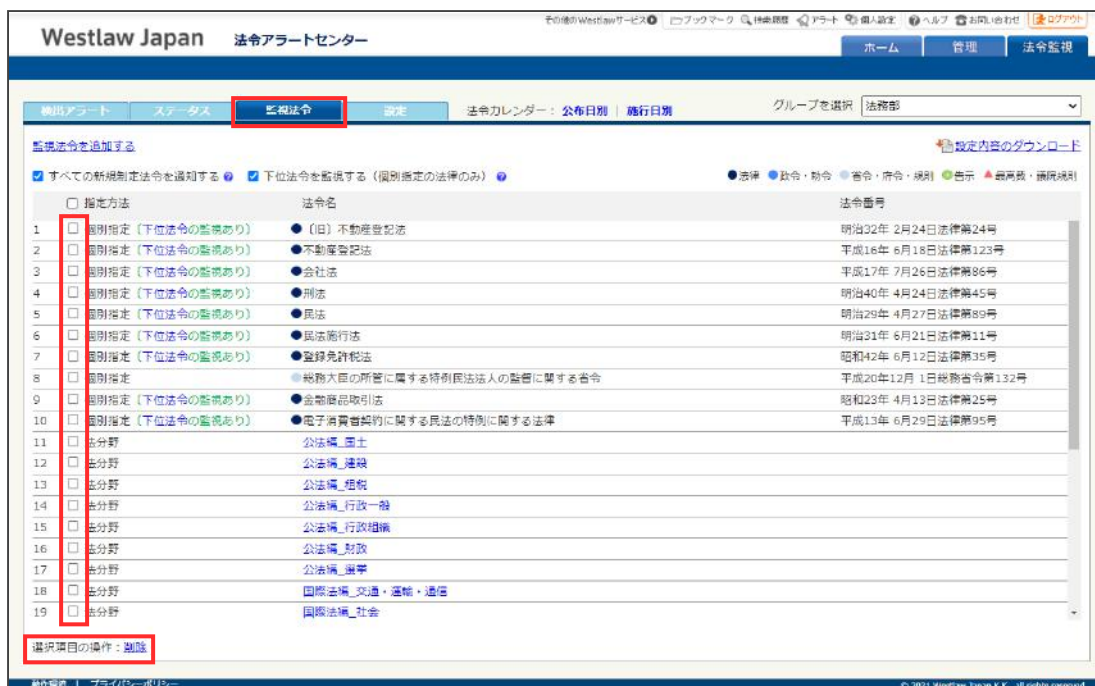 その他のWestlawサービス ブックマーク 検索履歴 アラート 個人設定 ヘルプ お問い合わせ ログアウト
Westlaw Japan 法令アラートセンター
ホーム 管理 法令監視
検出アラート ステータス 監視法令 設定 法令カレンダー： 公布日別 | 施行日別 グループを選択 法務部
監視法令を追加する 設定内容のダウンロード
すべての新規制定法令を通知する 下位法令を監視する（個別指定の法律のみ） ●法律 ●政令・勅令 ●省令・府令・規則 ●告示 ▲最高裁・議院規則
指定方法 法令名 法令番号
1 個別指定（下位法令の監視あり） ●〔旧〕不動産登記法 明治32年 2月24日法律第24号
2 個別指定（下位法令の監視あり） ●不動産登記法 平成16年 6月18日法律第123号
3 個別指定（下位法令の監視あり） ●会社法 平成17年 7月26日法律第86号
4 個別指定（下位法令の監視あり） ●刑法 明治40年 4月24日法律第45号
5 個別指定（下位法令の監視あり） ●民法 明治29年 4月27日法律第89号
6 個別指定（下位法令の監視あり） ●民法施行法 明治31年 6月21日法律第11号
7 個別指定（下位法令の監視あり） ●登録免許税法 昭和42年 6月12日法律第35号
8 個別指定 ●総務大臣の所管に属する特例民法法人の監督に関する省令 平成20年12月 1日総務省令第132号
9 個別指定（下位法令の監視あり） ●金融商品取引法 昭和23年 4月13日法律第25号
10 個別指定（下位法令の監視あり） ●電子消費者契約に関する民法の特例に関する法律 平成13年 6月29日法律第95号
11 法分野 公法編_国土
12 法分野 公法編_建設
13 法分野 公法編_租税
14 法分野 公法編_行政一般
15 法分野 公法編_行政組織
16 法分野 公法編_財政
17 法分野 公法編_選挙
18 法分野 国際法編_交通・運輸・通信
19 法分野 国際法編_社会
選択項目の操作：削除
動作環境 | プライバシーポリシー © 2021 Westlaw Japan K.K. all rights reserved.